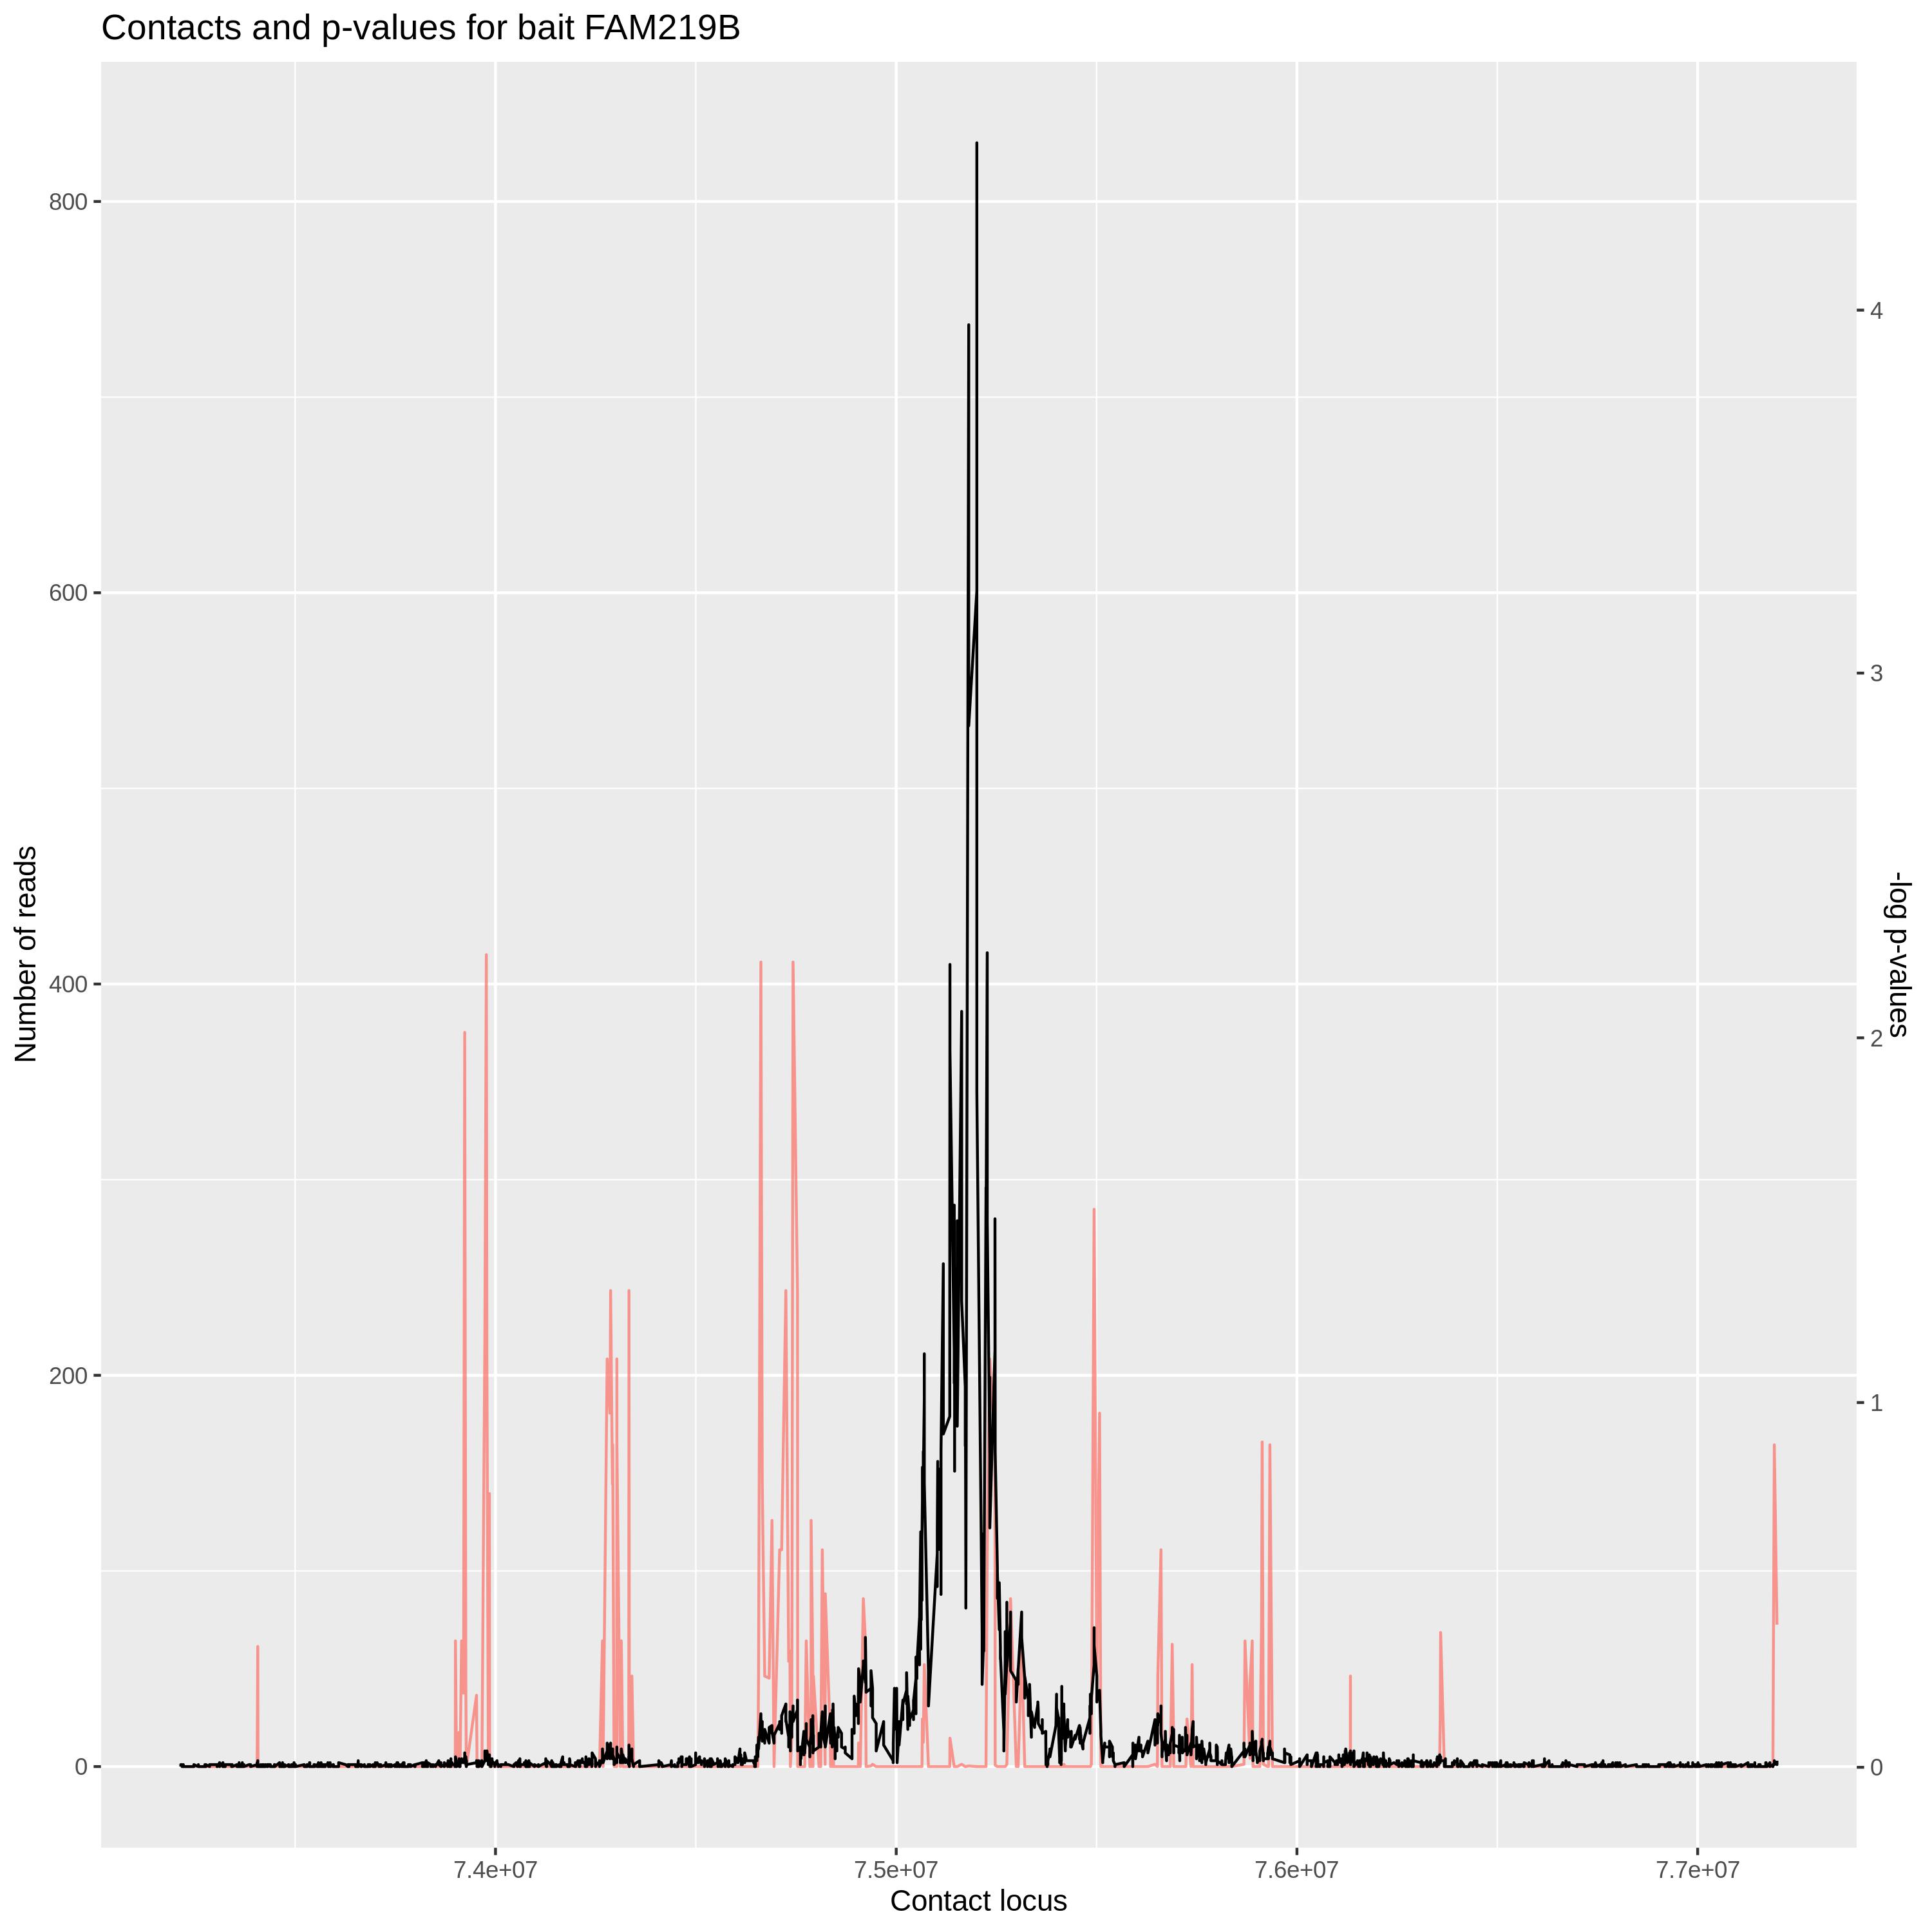 Contacts and p-values for bait FAM219B
800
600
400
200
0
Number of reads
4
3
2
1
0
-log p-values
7.4e+07 7.5e+07 7.6e+07 7.7e+07
Contact locus